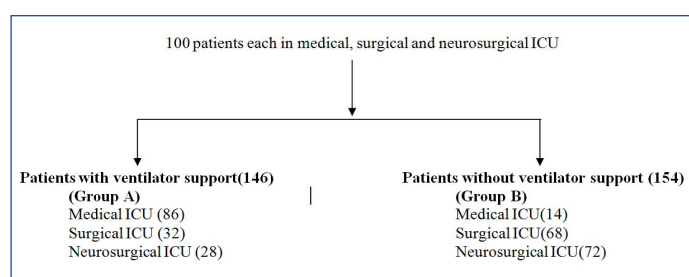 100 patients each in medical, surgical and neurosurgical ICU
Patients with ventilator support(146)
(Group A)
Medical ICU (86)
Surgical ICU (32)
Neurosurgical ICU (28)
Patients without ventilator support (154)
(Group B)
Medical ICU(14)
Surgical ICU(68)
Neurosurgical ICU(72)